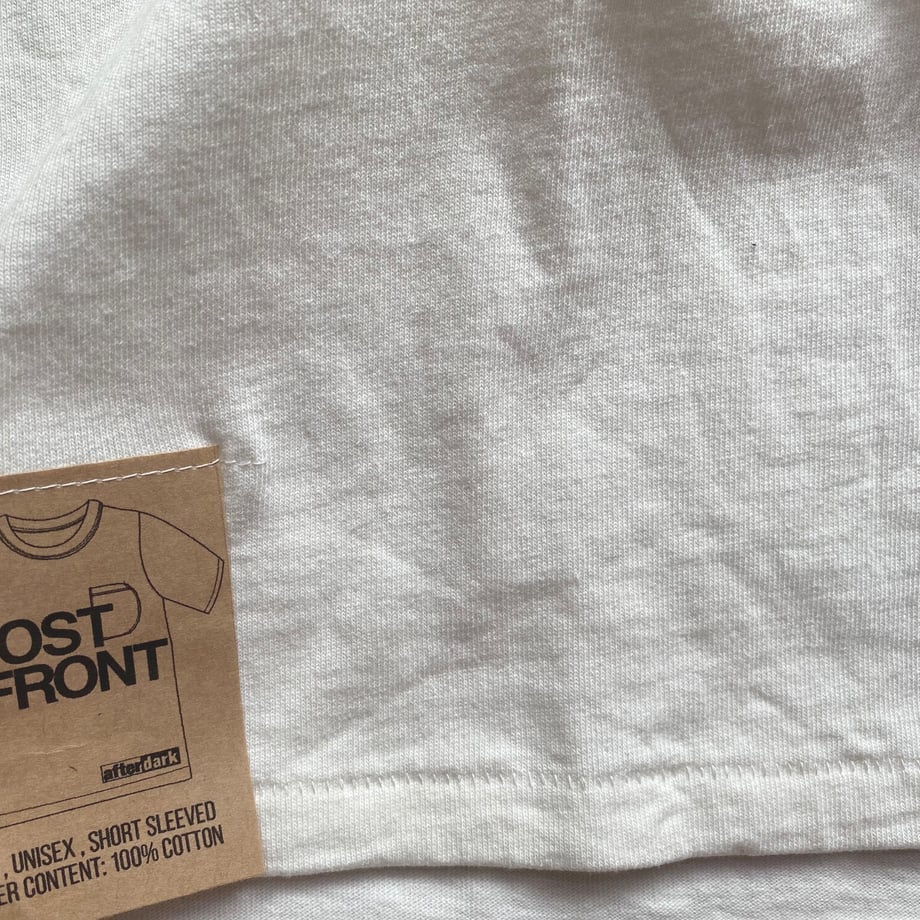 OST
FRONT
afterdark
, UNISEX , SHORT SLEEVED
ER CONTENT: 100% COTTON